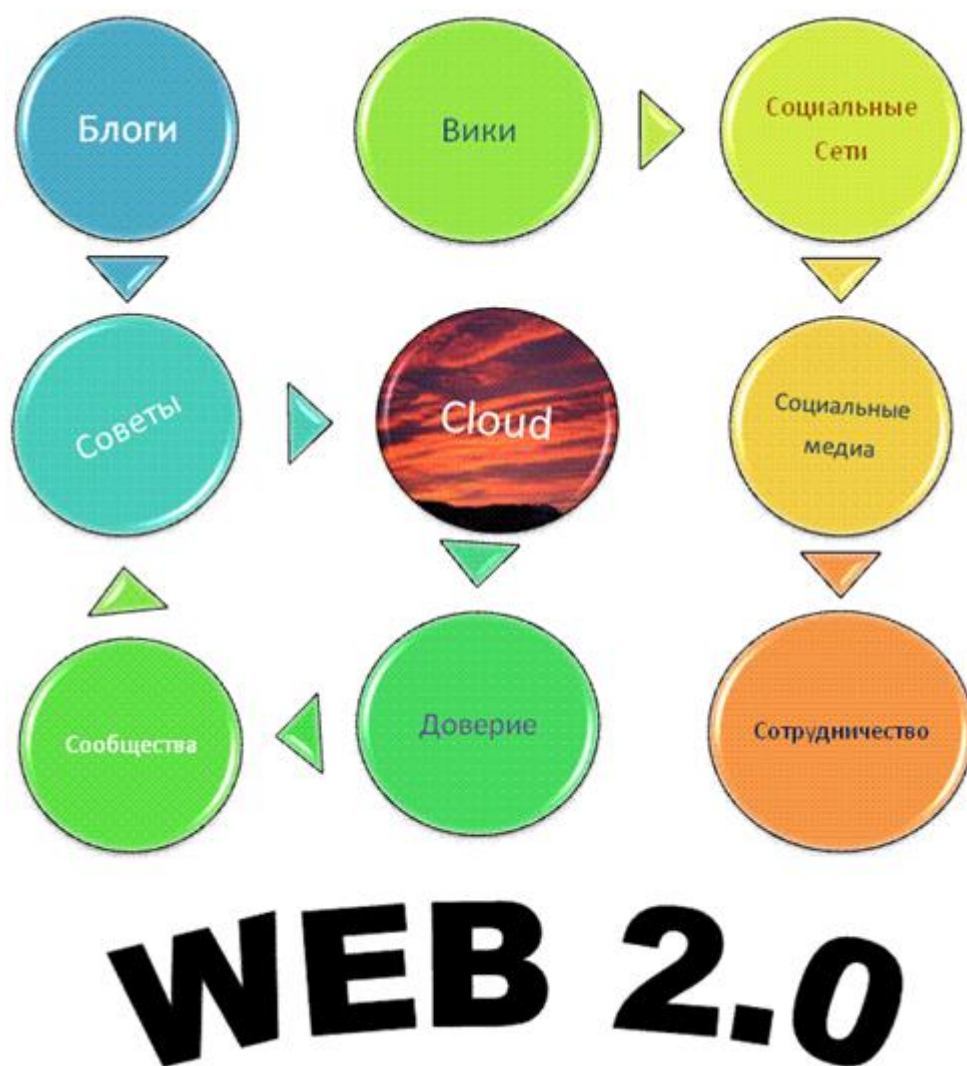 Блоги
Вики
Социальные
Сети
Советы
Cloud
Социальные
медиа
Сообщества
Доверие
Сотрудничество
WEB 2.0